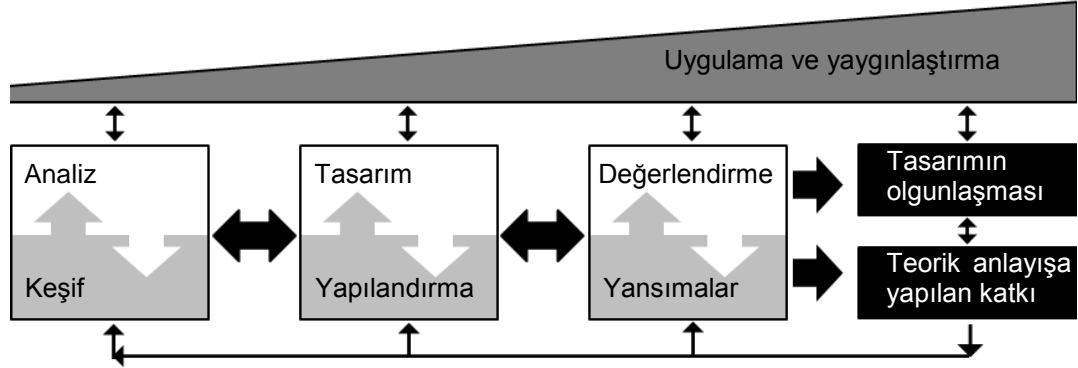 Uygulama ve yaygınlaştırma
Analiz
Keşif
Tasarım
Yapılandırma
Değerlendirme
Yansımalar
Tasarımın
olgunlaşması
Teorik anlayışa
yapılan katkı